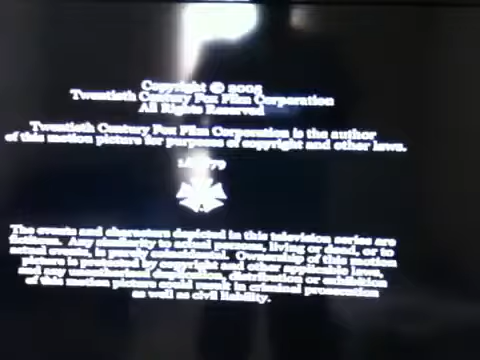 Copyright © 2005
Twentieth Century Fox Film Corporation
All Rights Reserved
Twentieth Century Fox Film Corporation is the author
of this motion picture for purposes of copyright and other laws.
The events and characters depicted in this television series are
fictional. Any similarity to actual persons, living or dead, or to
actual events, is purely coincidental. Ownership of this motion
picture is protected by copyright and other applicable laws,
and any unauthorized duplication, distribution or exhibition
of this motion picture could result in criminal prosecution
as well as civil liability.